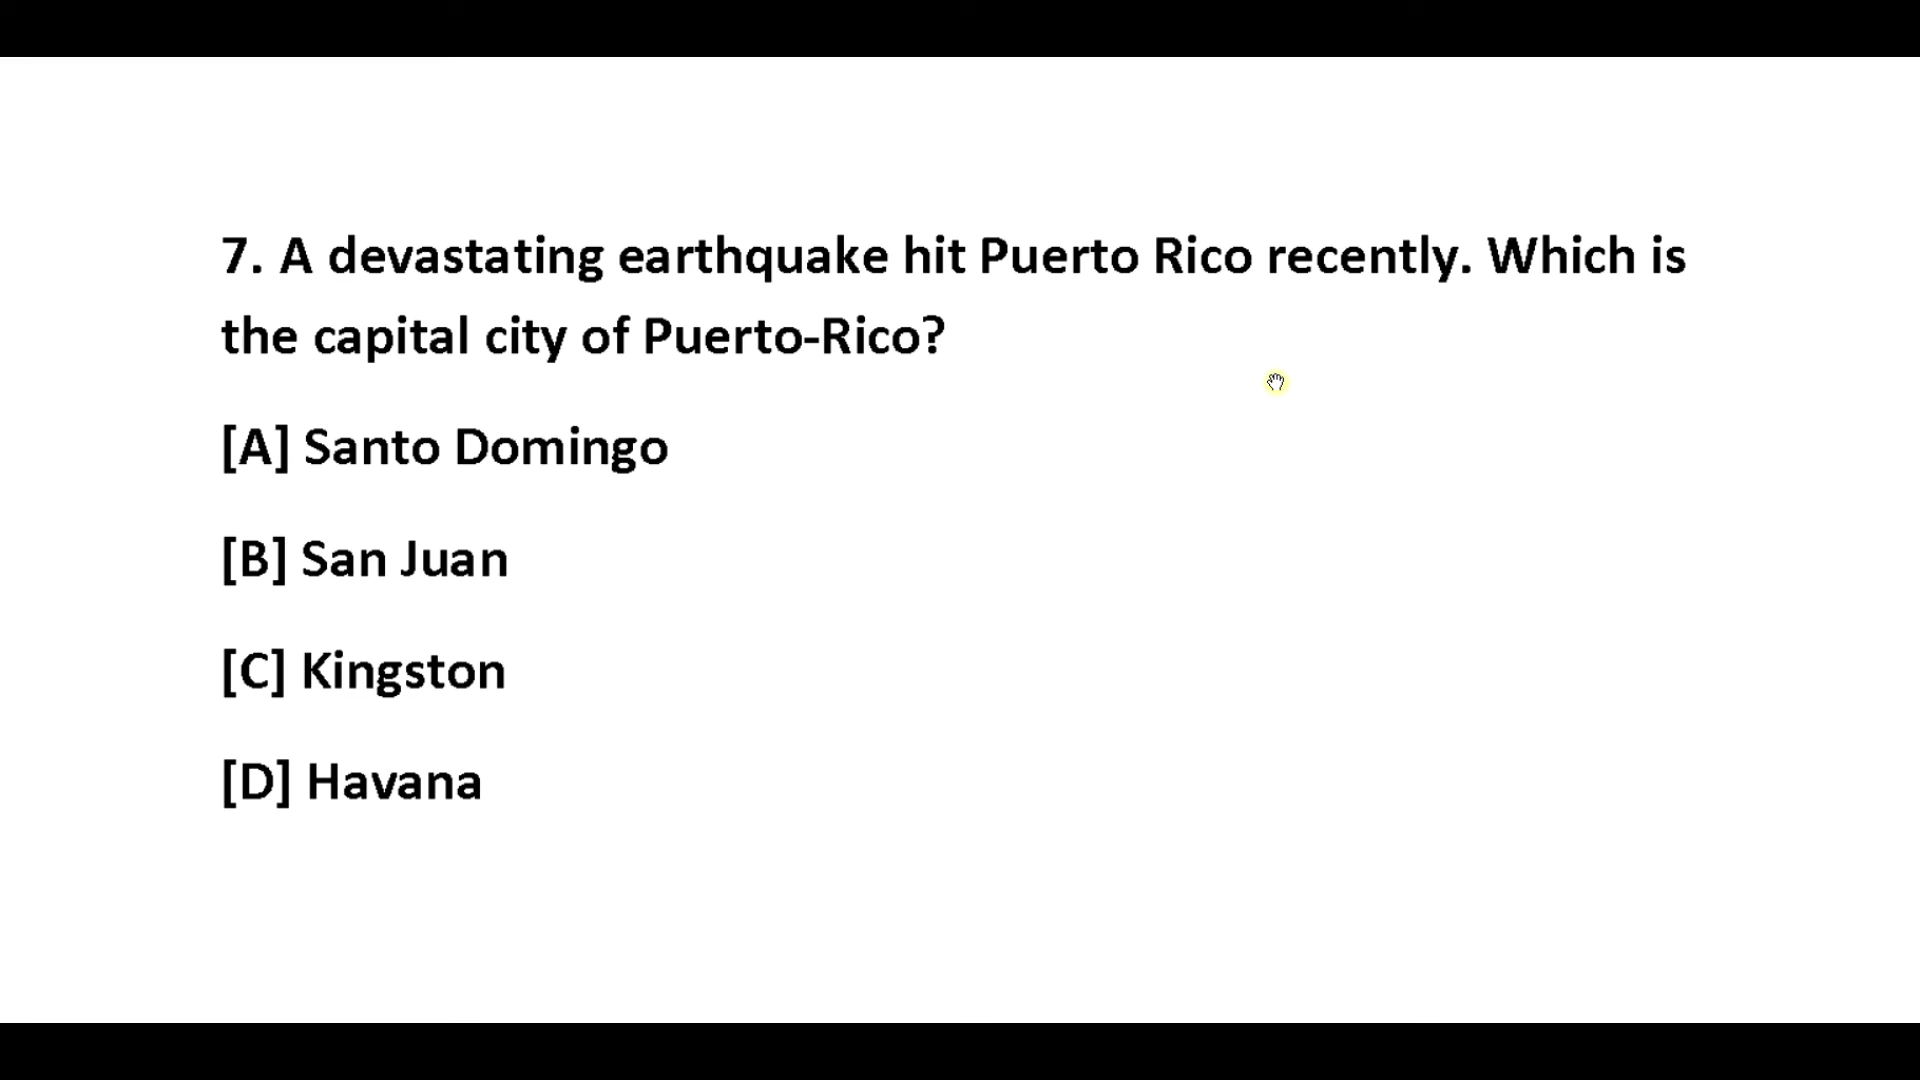 7. A devastating earthquake hit Puerto Rico recently. Which is
the capital city of Puerto-Rico?
[A] Santo Domingo
[B] San Juan
[C] Kingston
[D] Havana